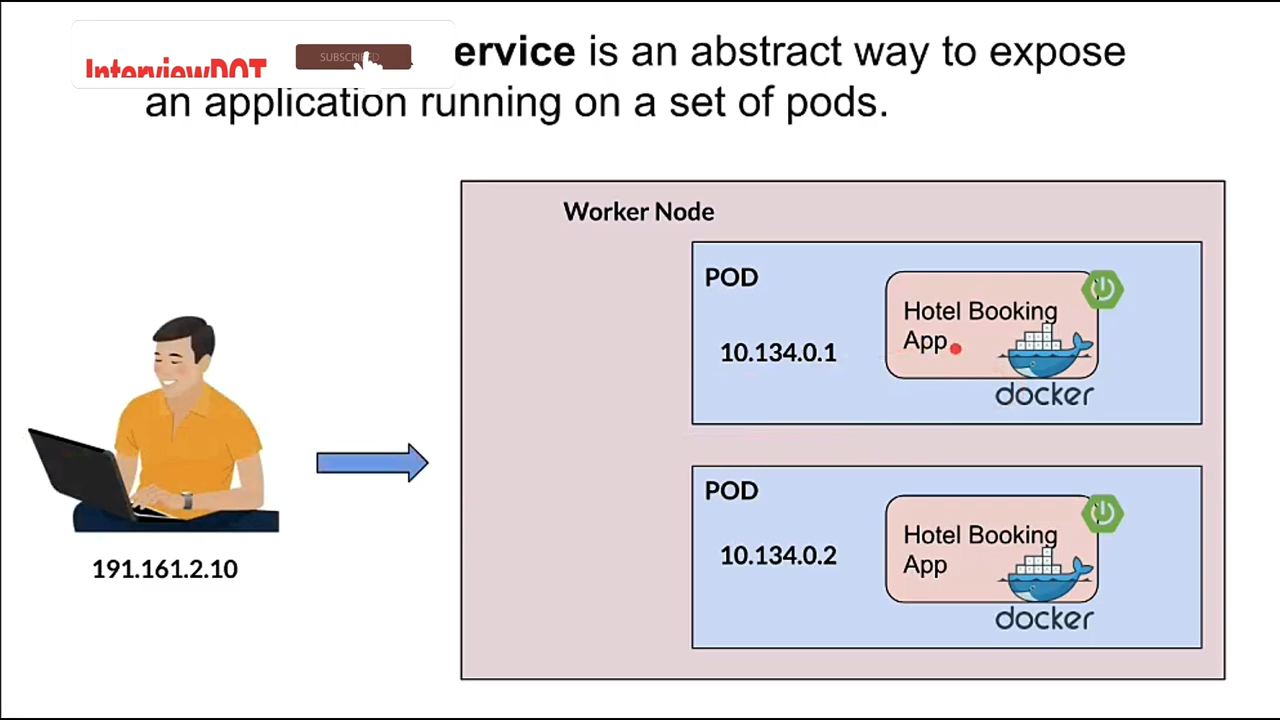 InterviewDOT
SUBSCRIBED
ervice is an abstract way to expose
an application running on a set of pods.
Worker Node
POD
Hotel Booking
App
10.134.0.1
docker
POD
Hotel Booking
App
10.134.0.2
docker
191.161.2.10